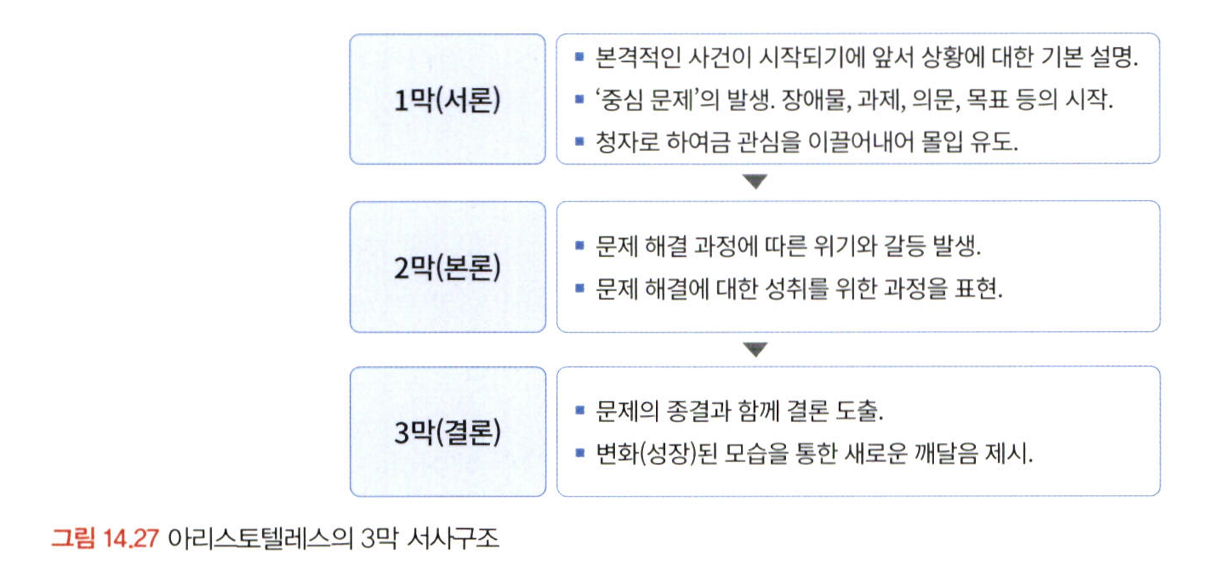 1막(서론)
▪ 본격적인 사건이 시작되기에 앞서 상황에 대한 기본 설명.
▪ ‘중심 문제’의 발생. 장애물, 과제, 의문, 목표 등의 시작.
▪ 청자로 하여금 관심을 이끌어내어 몰입 유도.
2막(본론)
▪ 문제 해결 과정에 따른 위기와 갈등 발생.
▪ 문제 해결에 대한 성취를 위한 과정을 표현.
3막(결론)
▪ 문제의 종결과 함께 결론 도출.
▪ 변화(성장)된 모습을 통한 새로운 깨달음 제시.
그림 14.27 아리스토텔레스의 3막 서사구조